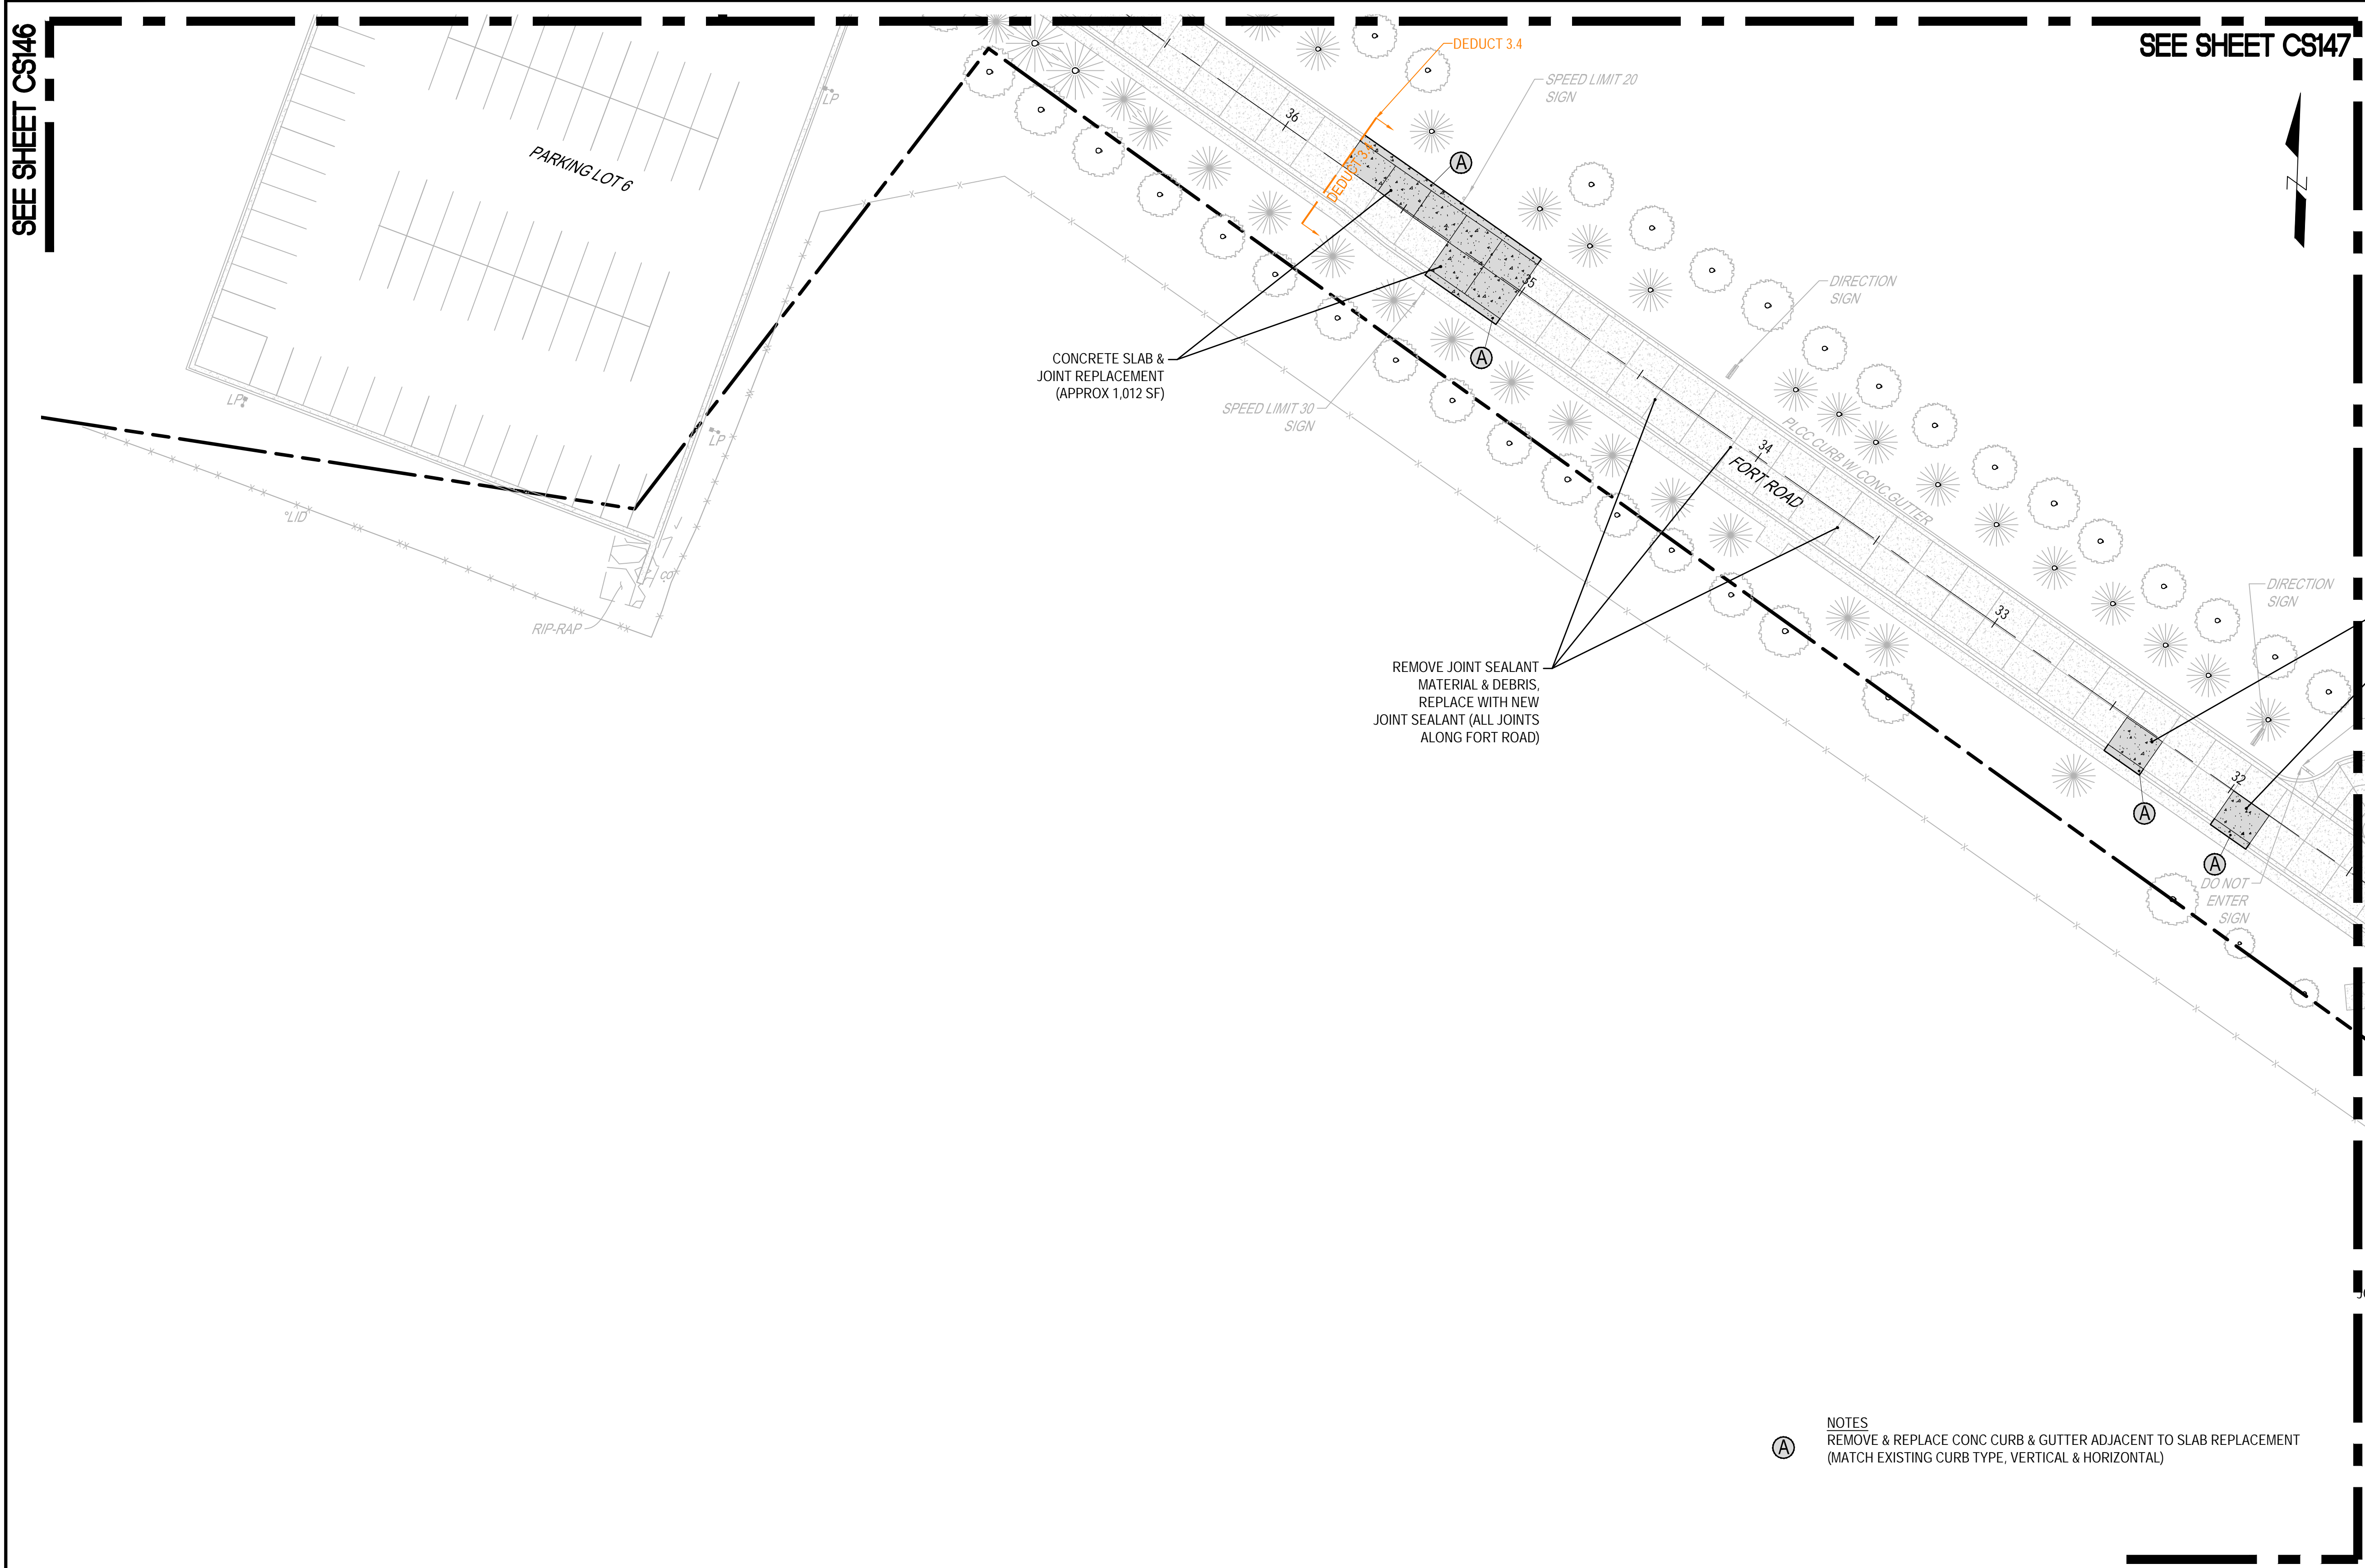 SEE SHEET CS146
SEE SHEET CS147
DEDUCT 3.4
SPEED LIMIT 20
SIGN
LP
36
DEDUCT 3.4
A
PARKING LOT 6
35
DIRECTION
SIGN
A
CONCRETE SLAB &
JOINT REPLACEMENT
(APPROX 1,012 SF)
SPEED LIMIT 30
SIGN
LP
LP
PLCC CURB W/ CONC GUTTER
34
FORT ROAD
°LID
CO
RIP-RAP
DIRECTION
SIGN
33
REMOVE JOINT SEALANT
MATERIAL & DEBRIS,
REPLACE WITH NEW
JOINT SEALANT (ALL JOINTS
ALONG FORT ROAD)
32
A
A
DO NOT
ENTER
SIGN
NOTES
A
REMOVE & REPLACE CONC CURB & GUTTER ADJACENT TO SLAB REPLACEMENT
(MATCH EXISTING CURB TYPE, VERTICAL & HORIZONTAL)